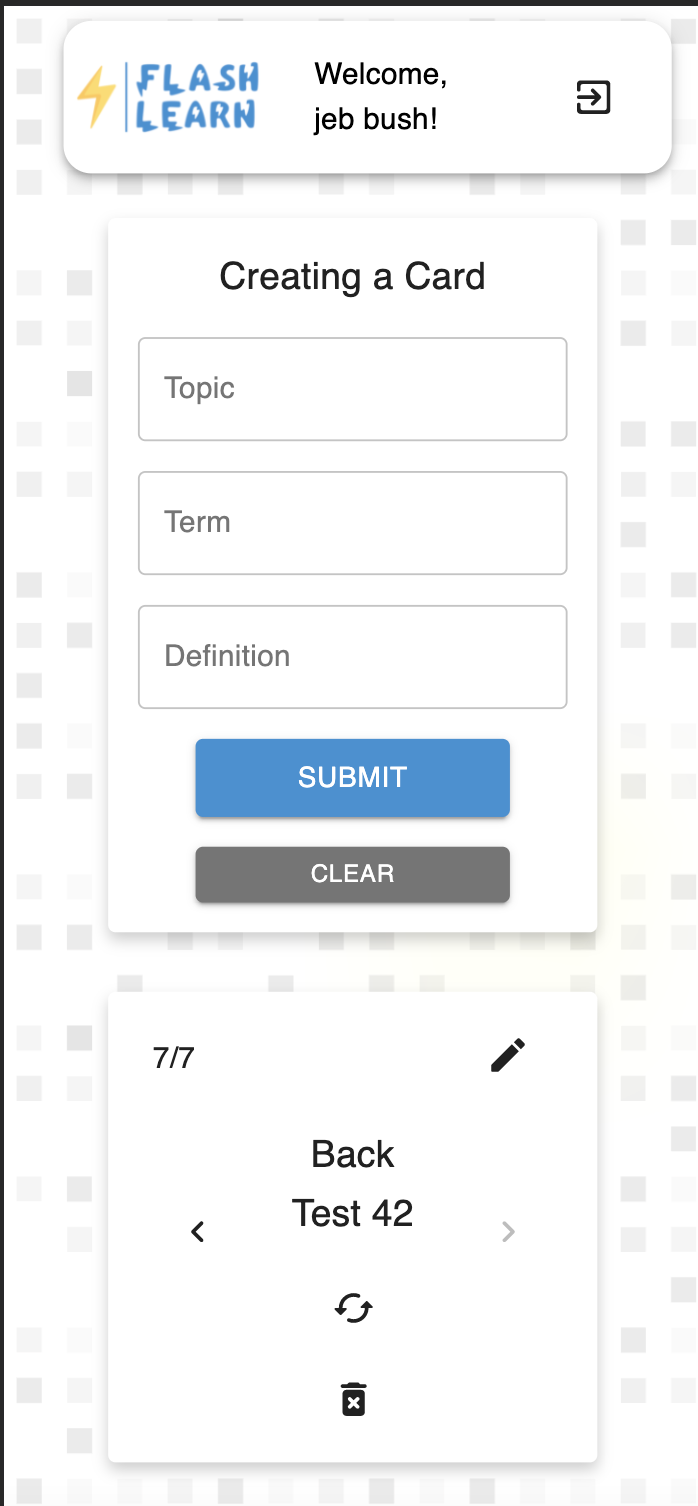 FLASH
LEARN
Welcome,
jeb bush!
Creating a Card
Topic
Term
Definition
SUBMIT
CLEAR
7/7
Back
Test 42